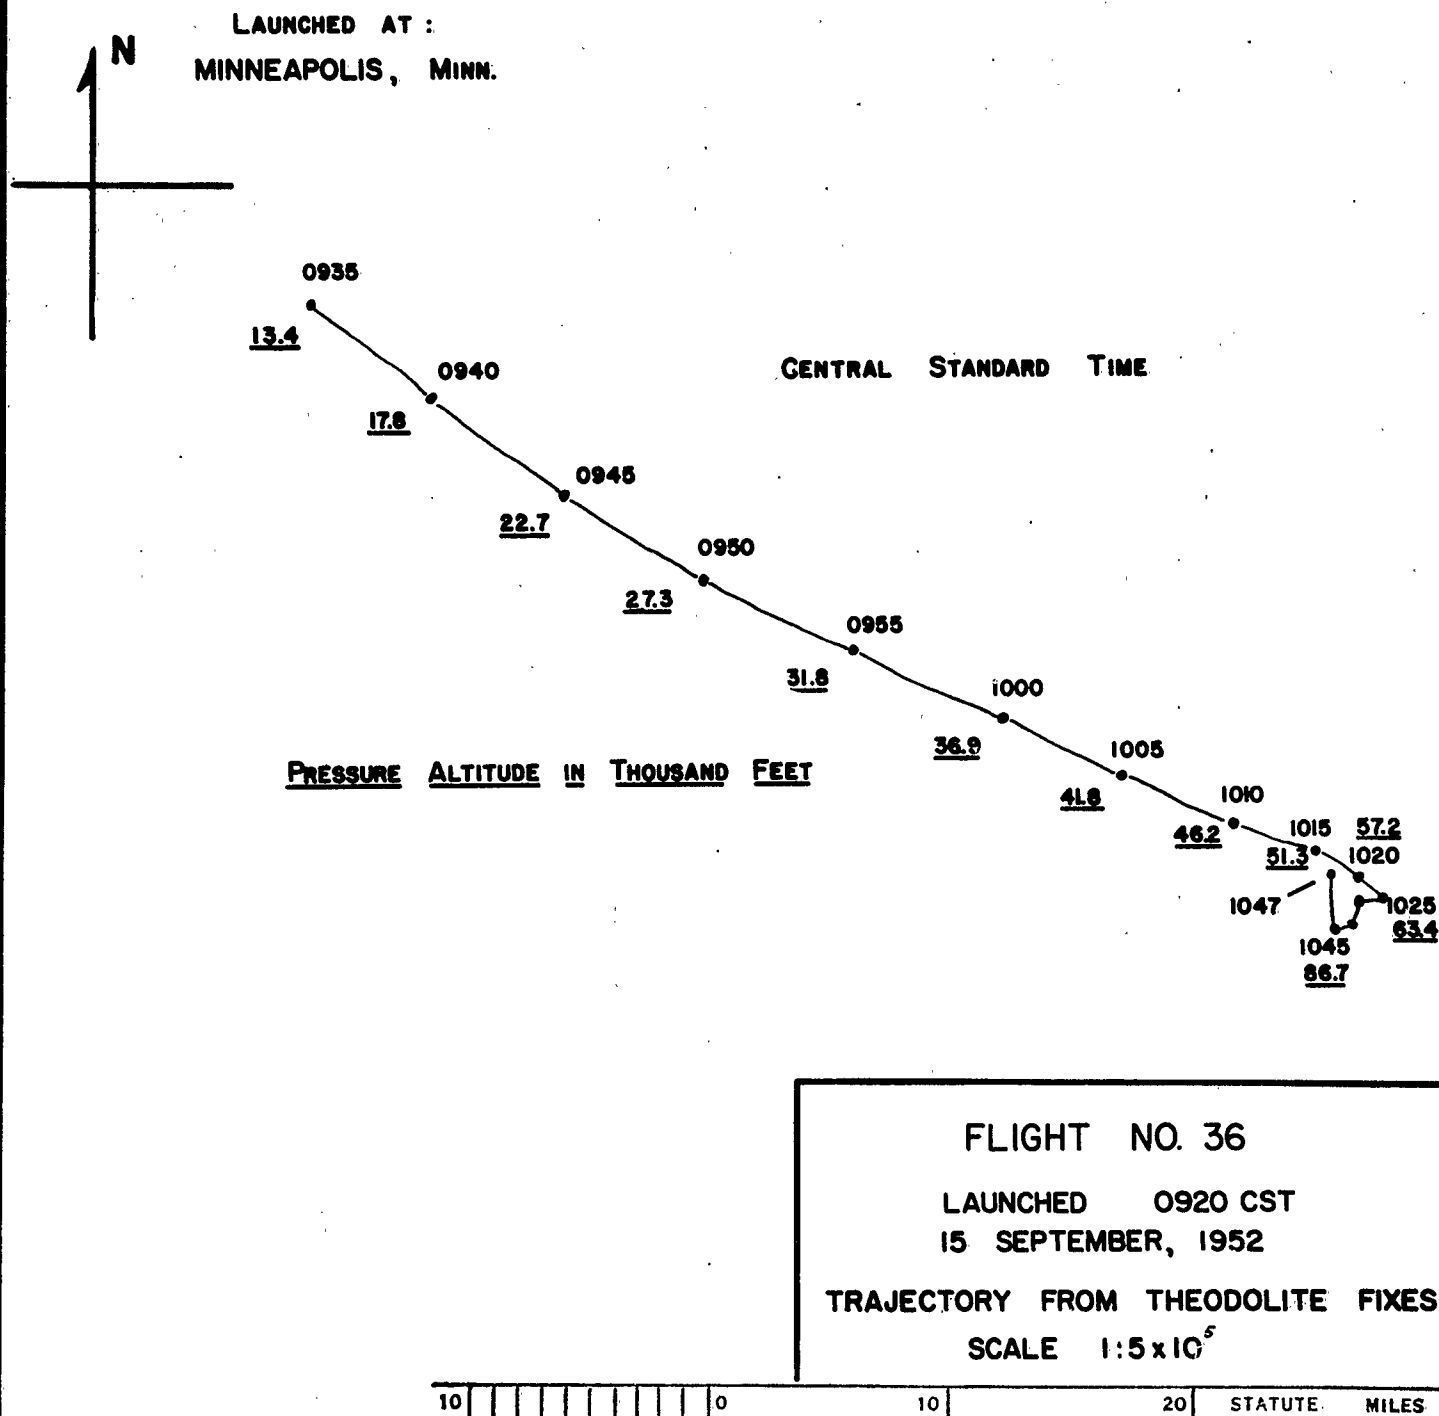 LAUNCHED AT :
MINNEAPOLIS, MINN.
N
0935
13.4
0940
17.8
CENTRAL STANDARD TIME
0945
22.7
0950
27.3
0955
31.8
1000
36.9
1005
41.8
PRESSURE ALTITUDE IN THOUSAND FEET
1010
46.2
1015
51.3
57.2
1020
1047
1025
63.4
1045
86.7
FLIGHT NO. 36
LAUNCHED 0920 CST
15 SEPTEMBER, 1952
TRAJECTORY FROM THEODOLITE FIXES
SCALE 1:5x10⁵
10 0 10 20 STATUTE MILES